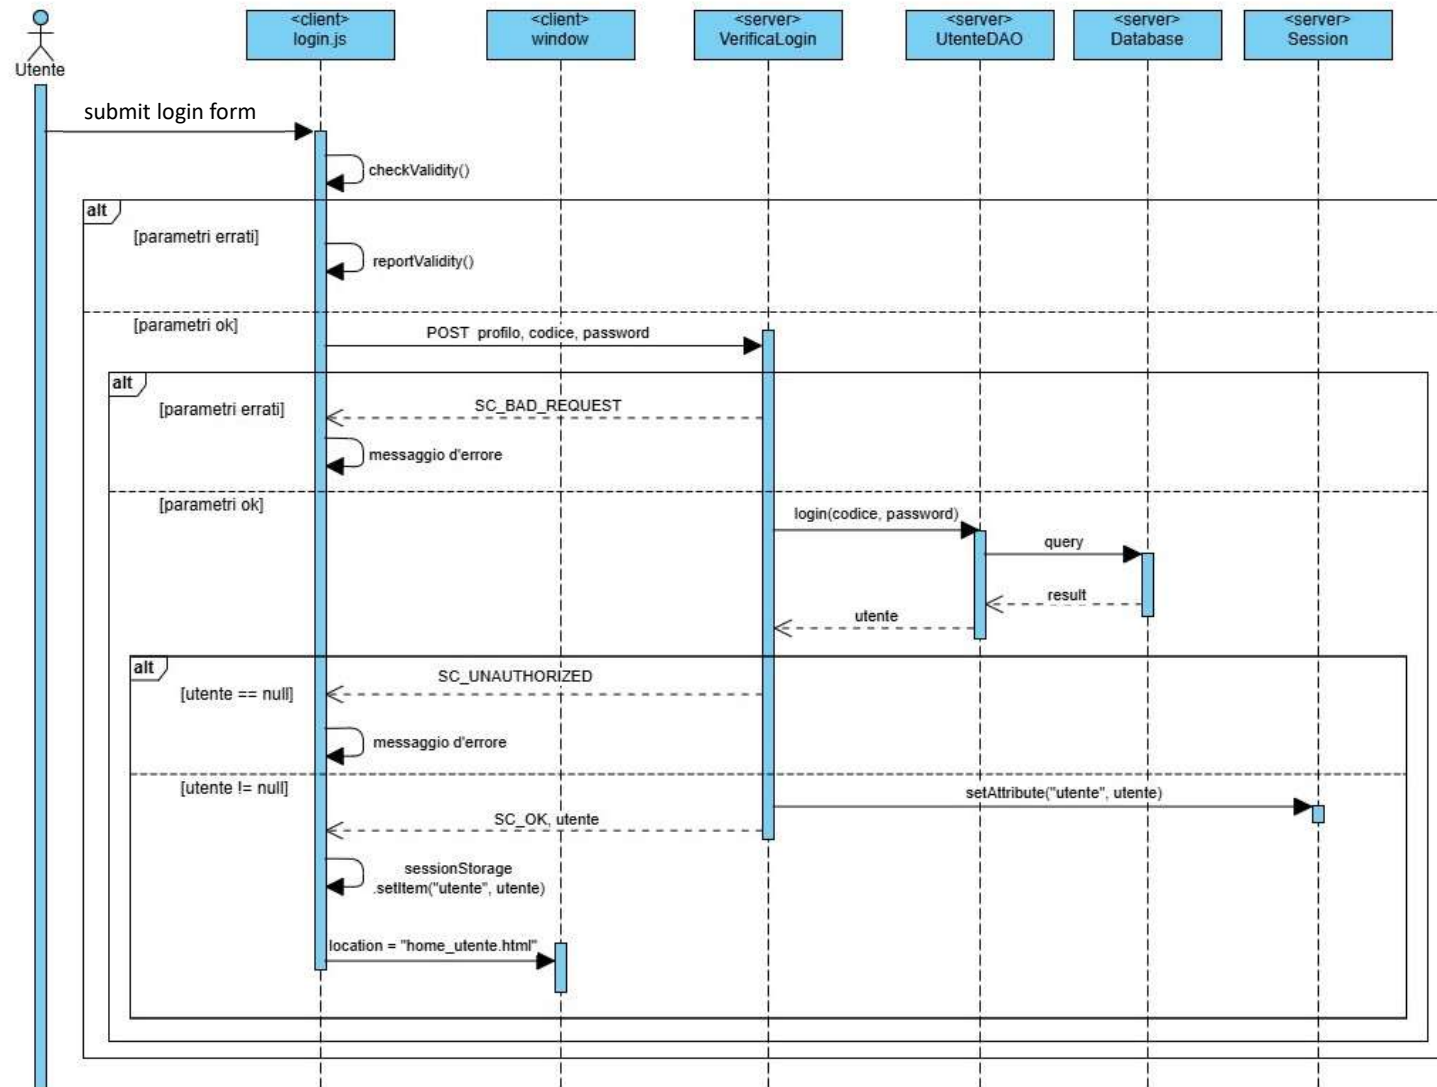 <client>
login.js
<client>
window
<server>
VerificaLogin
<server>
UtenteDAO
<server>
Database
<server>
Session
Utente
submit login form
checkValidity()
alt
[parametri errati]
reportValidity()
[parametri ok]
POST profilo, codice, password
alt
[parametri errati]
SC_BAD_REQUEST
messaggio d'errore
[parametri ok]
login(codice, password)
query
result
utente
alt
[utente == null]
SC_UNAUTHORIZED
messaggio d'errore
[utente != null]
setAttribute("utente", utente)
SC_OK, utente
sessionStorage
.setItem("utente", utente)
location = "home_utente.html"